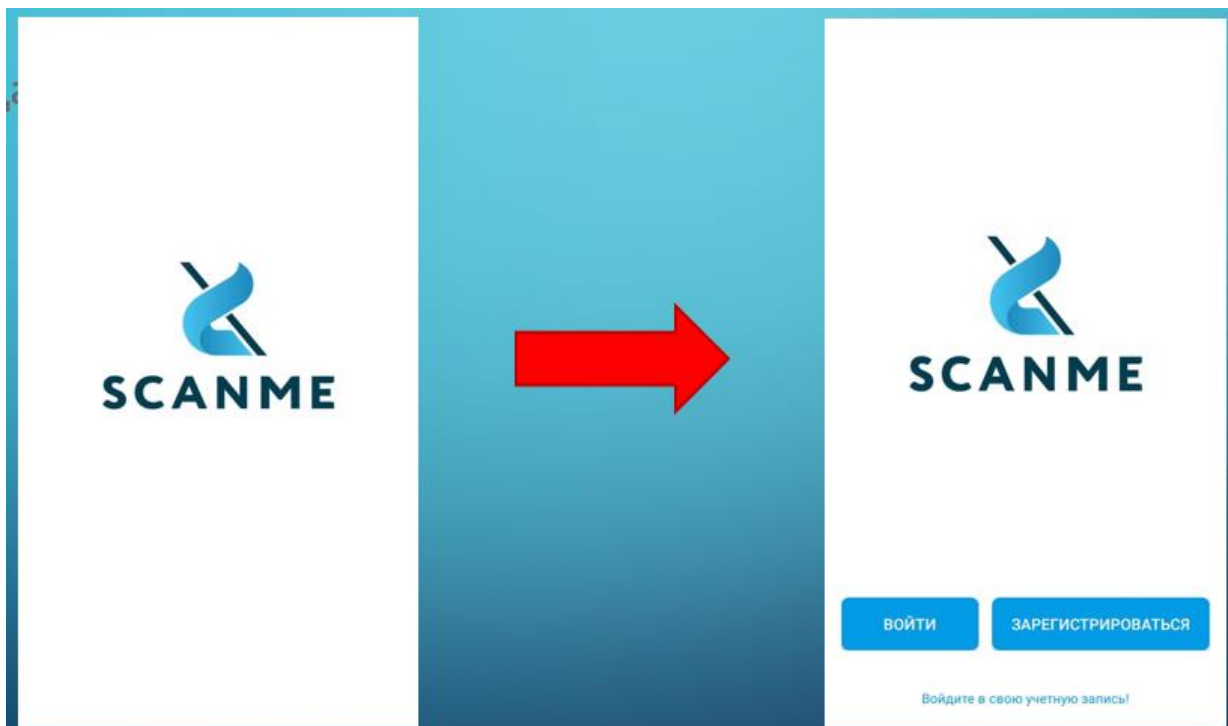 SCANME
SCANME
ВОЙТИ
ЗАРЕГИСТРИРОВАТЬСЯ
Войдите в свою учетную запись!